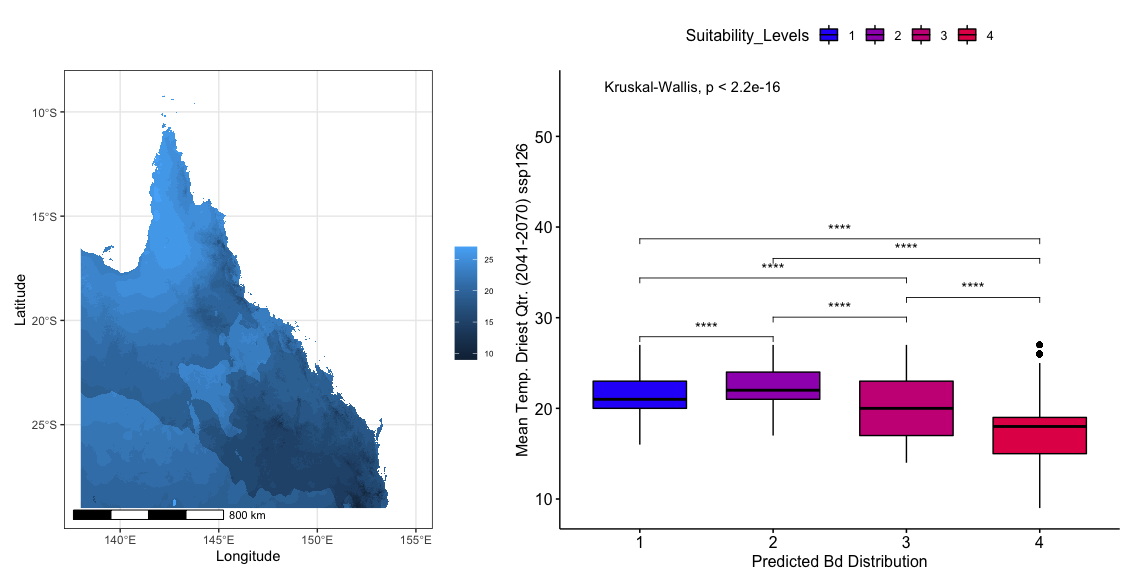 Suitability_Levels 1 2 3 4
Kruskal-Wallis, p < 2.2e-16
10°S
15°S
20°S
25°S
Latitude
140°E 145°E 150°E 155°E
Longitude
800 km
25
20
15
10
Mean Temp. Driest Qtr. (2041-2070) ssp126
50
40
30
20
10
****
****
****
****
****
****
1 2 3 4
Predicted Bd Distribution